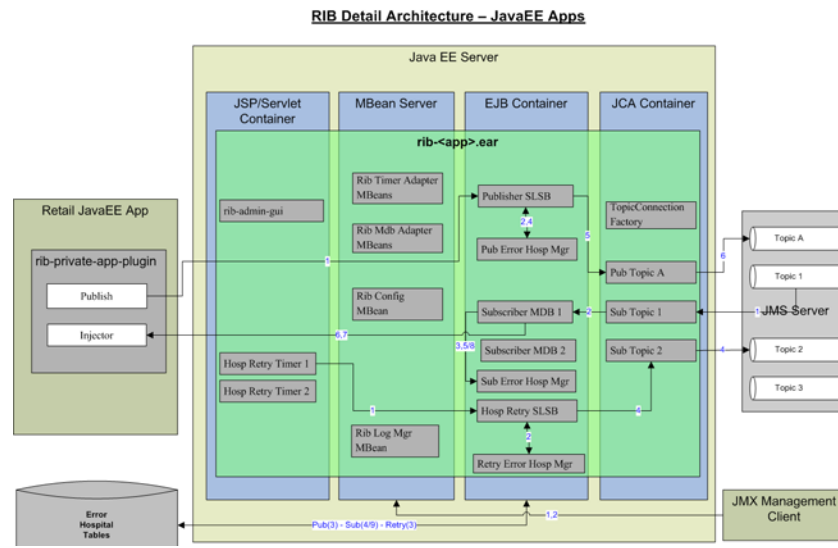 RIB Detail Architecture – JavaEE Apps
Java EE Server
JSP/Servlet
Container
MBean Server
EJB Container
JCA Container
rib-<app>.ear
Rib Timer Adapter
MBeans
Publisher SLSB
rib-admin-gui
TopicConnection
Factory
2,4
5
Rib Mdb Adapter
MBeans
Pub Error Hosp Mgr
Retail JavaEE App
rib-private-app-plugin
Publish
Injector
1
Pub Topic A
6
Topic A
Topic 1
JMS Server
Topic 2
Topic 3
Rib Config
MBean
Subscriber MDB 1
2
Sub Topic 1
1
6,7
3,5/8
Subscriber MDB 2
Sub Topic 2
4
Hosp Retry Timer 1
Hosp Retry Timer 2
Sub Error Hosp Mgr
1
Hosp Retry SLSB
4
Rib Log Mgr
MBean
2
Retry Error Hosp Mgr
Error
Hospital
Tables
Pub(3) - Sub(4/9) - Retry(3)
1,2
JMX Management
Client